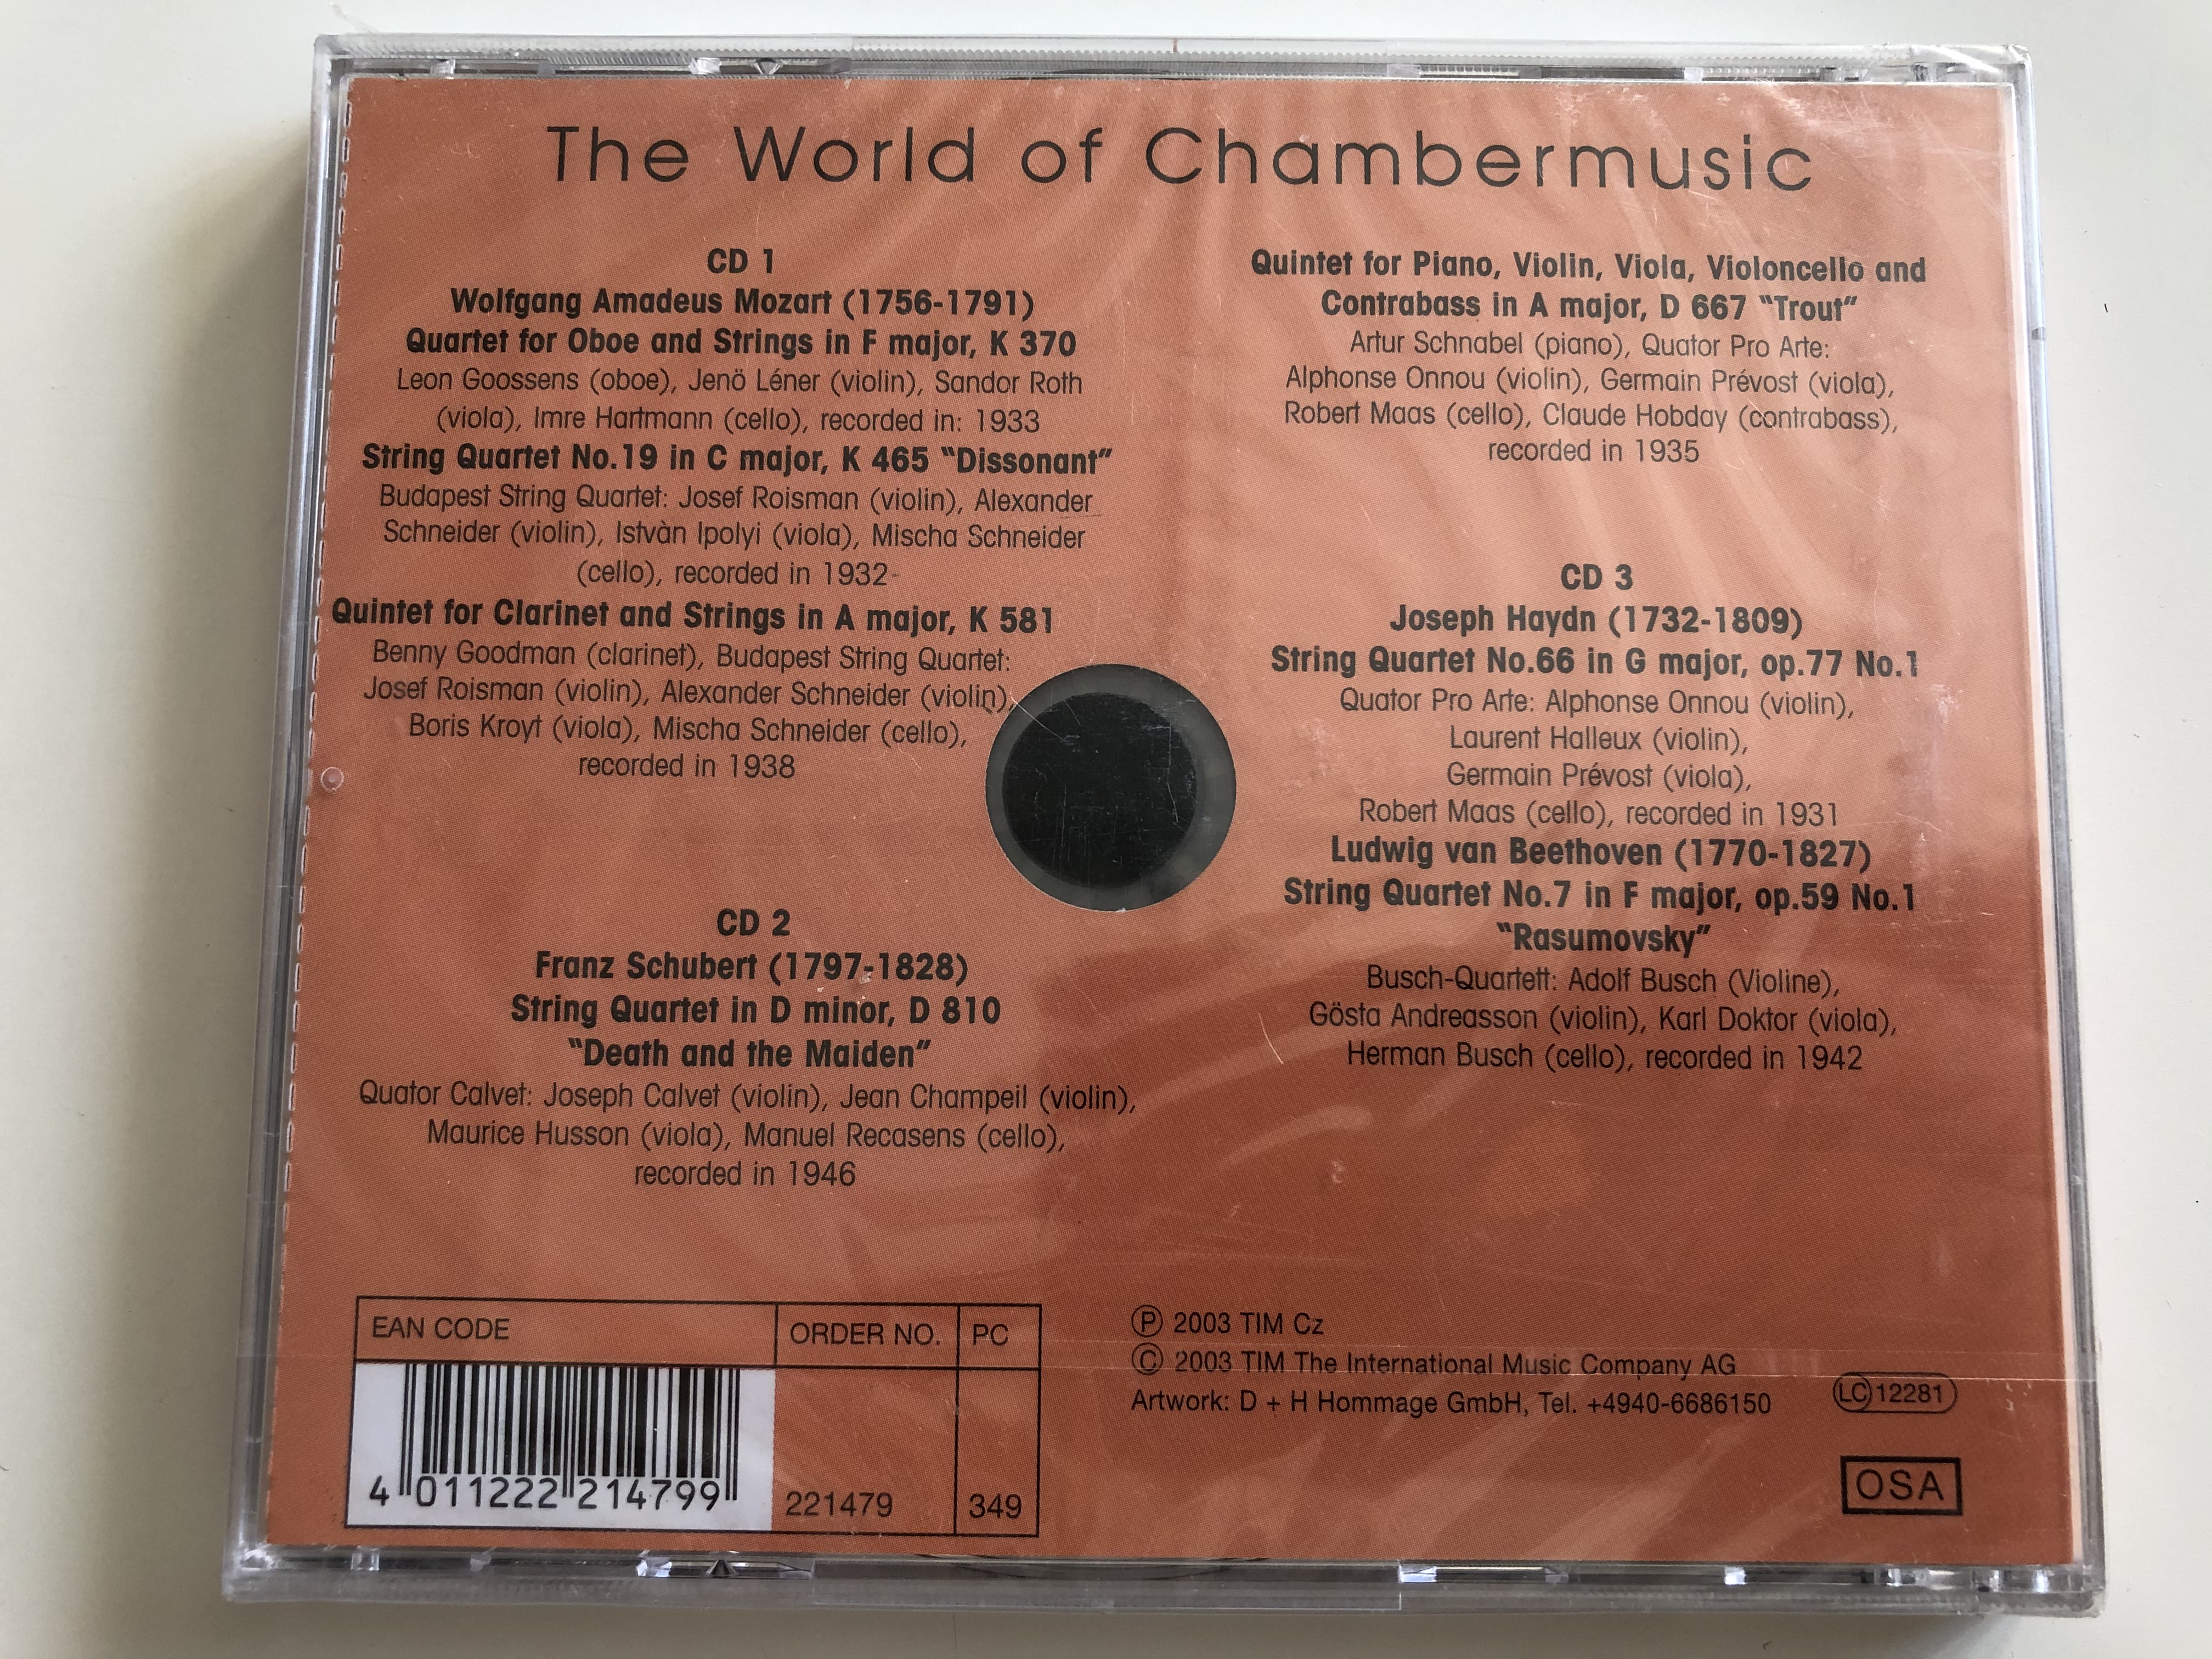 The World of Chambermusic
CD 1
Wolfgang Amadeus Mozart (1756-1791)
Quartet for Oboe and Strings in F major, K 370
Leon Goossens (oboe), Jenö Léner (violin), Sandor Roth
(viola), Imre Hartmann (cello), recorded in: 1933
String Quartet No.19 in C major, K 465 "Dissonant"
Budapest String Quartet: Josef Roisman (violin), Alexander
Schneider (violin), Istvàn Ipolyi (viola), Mischa Schneider
(cello), recorded in 1932-
Quintet for Clarinet and Strings in A major, K 581
Benny Goodman (clarinet), Budapest String Quartet:
Josef Roisman (violin), Alexander Schneider (violin),
Boris Kroyt (viola), Mischa Schneider (cello),
recorded in 1938
CD 2
Franz Schubert (1797-1828)
String Quartet in D minor, D 810
"Death and the Maiden"
Quator Calvet: Joseph Calvet (violin), Jean Champeil (violin),
Maurice Husson (viola), Manuel Recasens (cello),
recorded in 1946
Quintet for Piano, Violin, Viola, Violoncello and
Contrabass in A major, D 667 "Trout"
Artur Schnabel (piano), Quator Pro Arte:
Alphonse Onnou (violin), Germain Prévost (viola),
Robert Maas (cello), Claude Hobday (contrabass),
recorded in 1935
CD 3
Joseph Haydn (1732-1809)
String Quartet No.66 in G major, op.77 No.1
Quator Pro Arte: Alphonse Onnou (violin),
Laurent Halleux (violin),
Germain Prévost (viola),
Robert Maas (cello), recorded in 1931
Ludwig van Beethoven (1770-1827)
String Quartet No.7 in F major, op.59 No.1
"Rasumovsky"
Busch-Quartett: Adolf Busch (Violine),
Gösta Andreasson (violin), Karl Doktor (viola),
Herman Busch (cello), recorded in 1942
EAN CODE
ORDER NO.
PC
4 011222 214799
221479
349
℗ 2003 TIM Cz
© 2003 TIM The International Music Company AG
Artwork: D + H Hommage GmbH, Tel. +4940-6686150
LC 12281
OSA